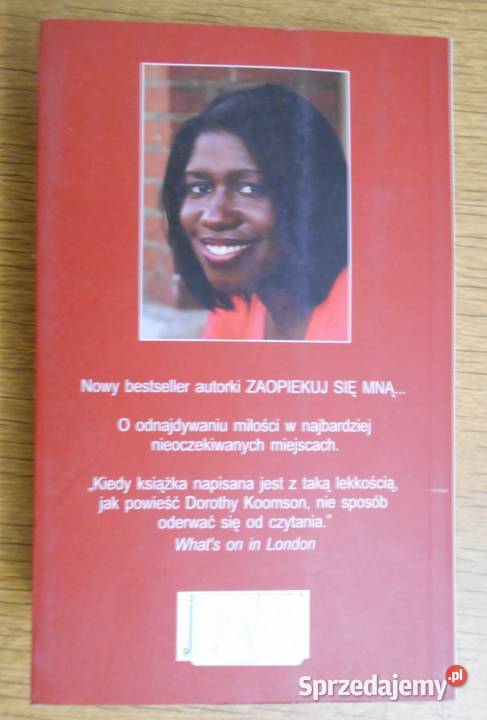 Nowy bestseller autorki ZAOPIEKUJ SIĘ MNĄ...
O odnajdywaniu miłości w najbardziej
nieoczekiwanych miejscach.
„Kiedy książka napisana jest z taką lekkością,
jak powieść Dorothy Koomson, nie sposób
oderwać się od czytania.”
What's on in London
Sprzedajemy.pl